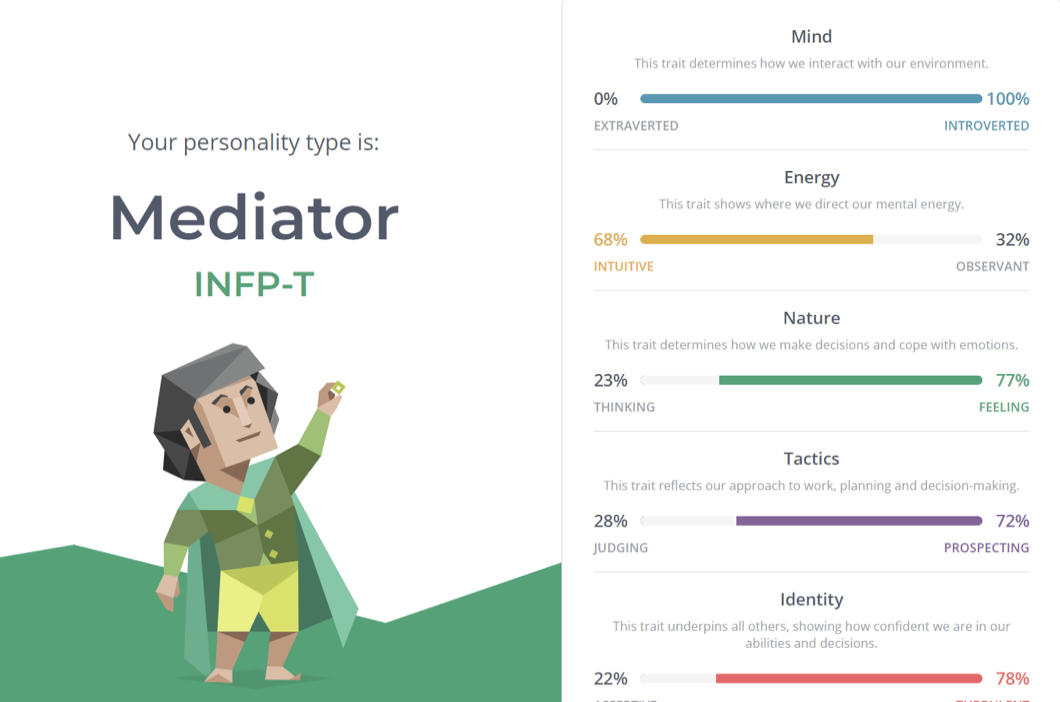 Your personality type is:
Mediator
INFP-T
Mind
This trait determines how we interact with our environment.
0% 100%
EXTRAVERTED INTROVERTED
Energy
This trait shows where we direct our mental energy.
68% 32%
INTUITIVE OBSERVANT
Nature
This trait determines how we make decisions and cope with emotions.
23% 77%
THINKING FEELING
Tactics
This trait reflects our approach to work, planning and decision-making.
28% 72%
JUDGING PROSPECTING
Identity
This trait underpins all others, showing how confident we are in our
abilities and decisions.
22% 78%